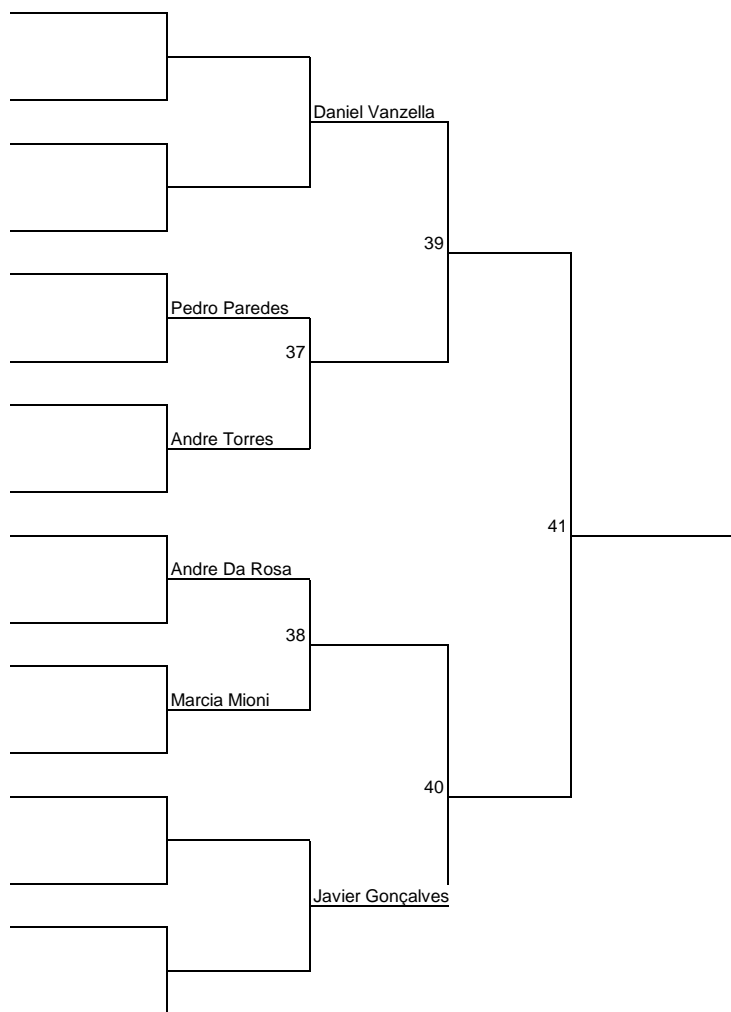 Daniel Vanzella
39
Pedro Paredes
37
Andre Torres
41
Andre Da Rosa
38
Marcia Mioni
40
Javier Gonçalves